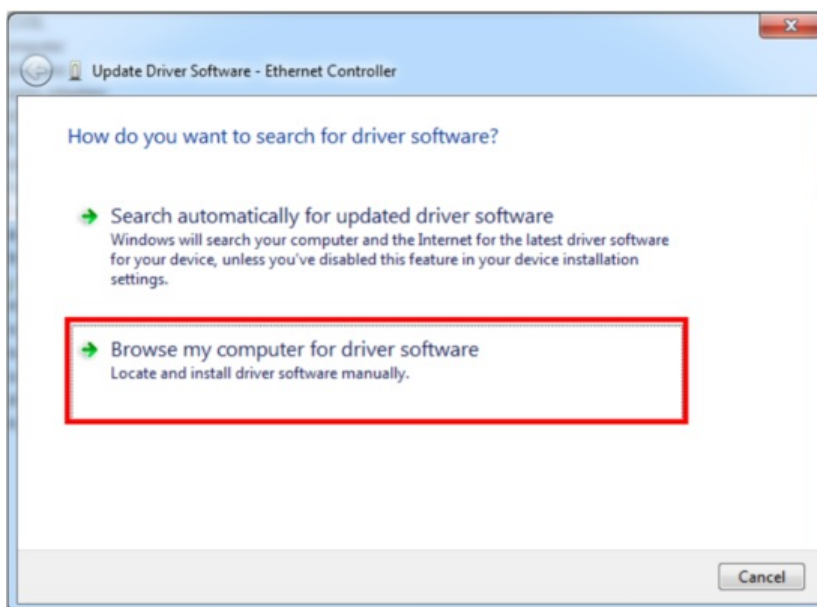 Update Driver Software - Ethernet Controller
How do you want to search for driver software?
Search automatically for updated driver software
Windows will search your computer and the Internet for the latest driver software
for your device, unless you've disabled this feature in your device installation
settings.
Browse my computer for driver software
Locate and install driver software manually.
Cancel